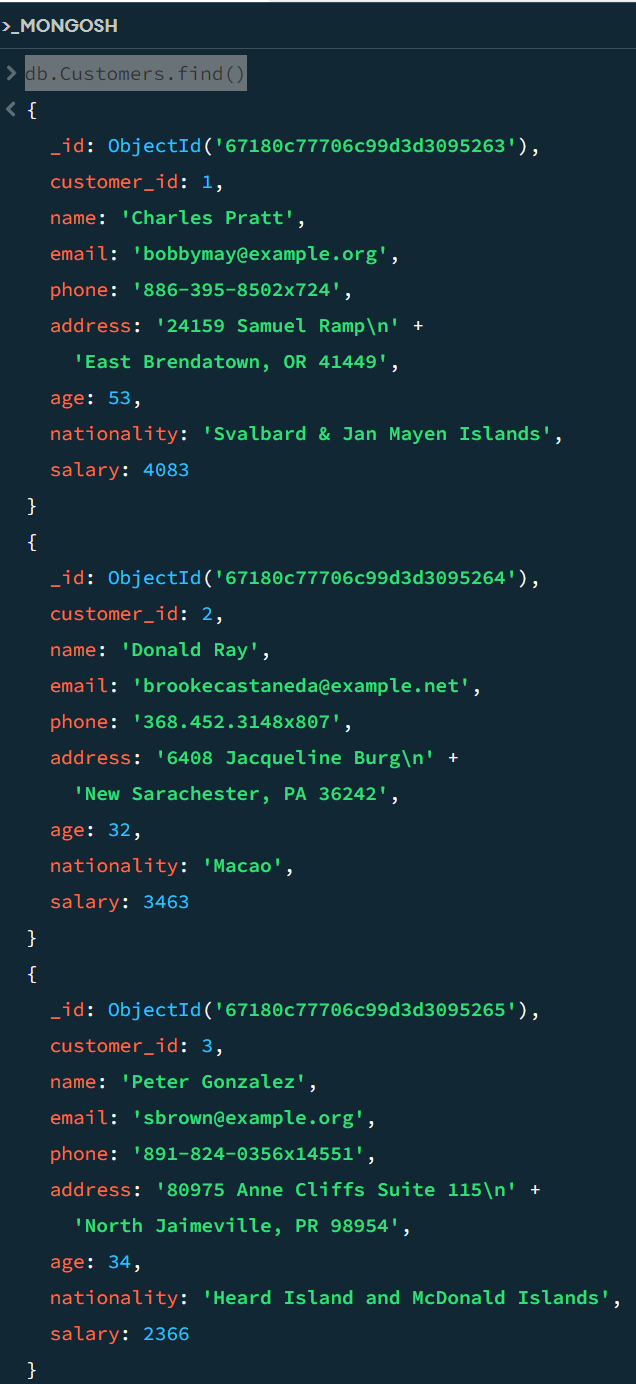 >_MONGOSH
> db.Customers.find()
< {
_id: ObjectId('67180c77706c99d3d3095263'),
customer_id: 1,
name: 'Charles Pratt',
email: 'bobbymay@example.org',
phone: '886-395-8502x724',
address: '24159 Samuel Ramp\n' +
'East Brendatown, OR 41449',
age: 53,
nationality: 'Svalbard & Jan Mayen Islands',
salary: 4083
}
{
_id: ObjectId('67180c77706c99d3d3095264'),
customer_id: 2,
name: 'Donald Ray',
email: 'brookecastaneda@example.net',
phone: '368.452.3148x807',
address: '6408 Jacqueline Burg\n' +
'New Sarachester, PA 36242',
age: 32,
nationality: 'Macao',
salary: 3463
}
{
_id: ObjectId('67180c77706c99d3d3095265'),
customer_id: 3,
name: 'Peter Gonzalez',
email: 'sbrown@example.org',
phone: '891-824-0356x14551',
address: '80975 Anne Cliffs Suite 115\n' +
'North Jaimeville, PR 98954',
age: 34,
nationality: 'Heard Island and McDonald Islands',
salary: 2366
}